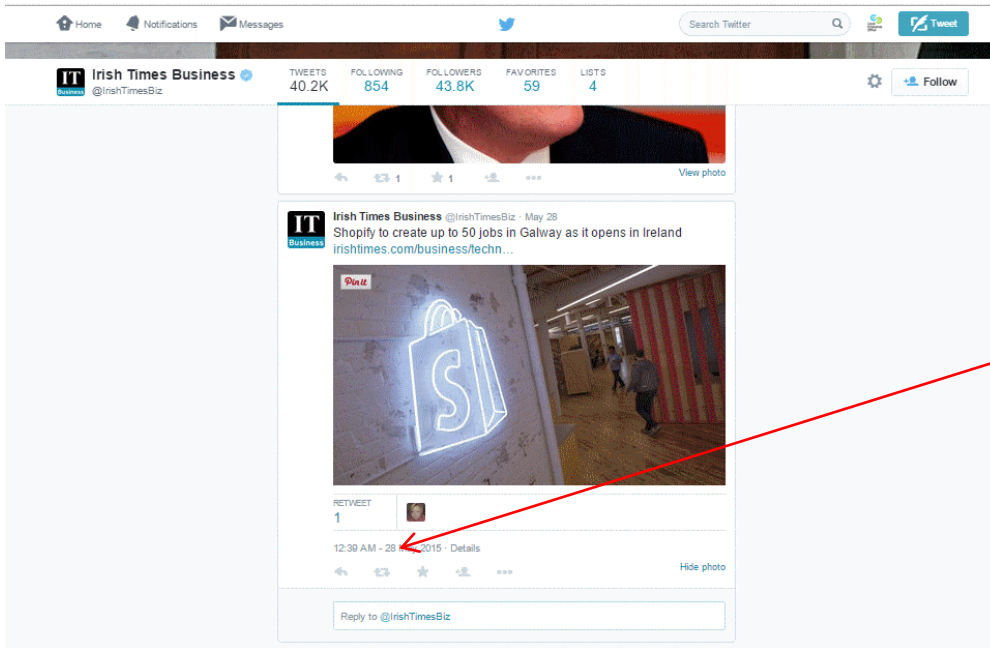 Home Notifications Messages Search Twitter Tweet
IT Business Irish Times Business @IrishTimesBiz
TWEETS 40.2K FOLLOWING 854 FOLLOWERS 43.8K FAVORITES 59 LISTS 4
Follow
1 1 View photo
IT Business
Irish Times Business @IrishTimesBiz · May 28
Shopify to create up to 50 jobs in Galway as it opens in Ireland
irishtimes.com/business/techn…
Pin it
S
RETWEET
1
12:39 AM - 28 May 2015 · Details
Hide photo
Reply to @IrishTimesBiz